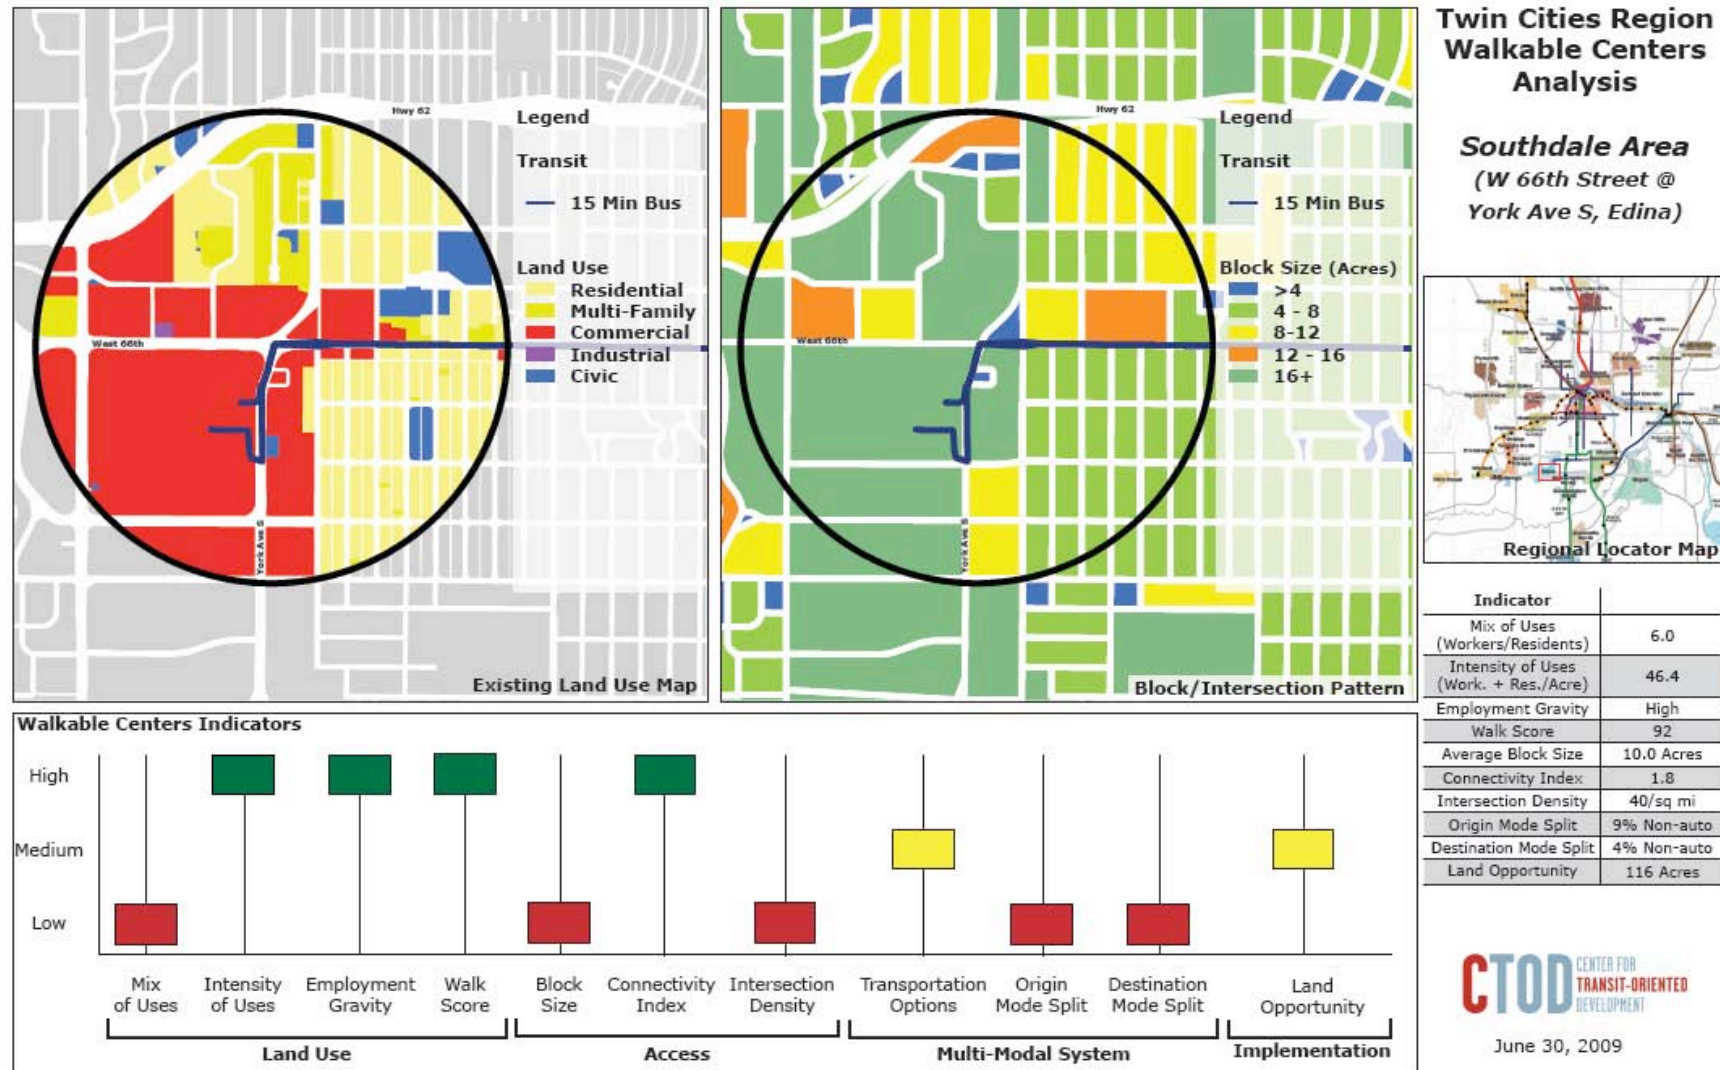 Hwy 62
Legend
Transit
15 Min Bus
Land Use
Residential
Multi-Family
Commercial
Industrial
Civic
West 66th
York Ave S
Existing Land Use Map
Hwy 62
Legend
Transit
15 Min Bus
Block Size (Acres)
>4
4 - 8
8-12
12 - 16
16+
West 66th
York Ave S
Block/Intersection Pattern
Twin Cities Region
Walkable Centers
Analysis
Southdale Area
(W 66th Street @
York Ave S, Edina)
Regional Locator Map
Indicator
Mix of Uses
(Workers/Residents)
6.0
Intensity of Uses
(Work. + Res./Acre)
46.4
Employment Gravity
High
Walk Score
92
Average Block Size
10.0 Acres
Connectivity Index
1.8
Intersection Density
40/sq mi
Origin Mode Split
9% Non-auto
Destination Mode Split
4% Non-auto
Land Opportunity
116 Acres
Walkable Centers Indicators
High
Medium
Low
Mix
of Uses
Intensity
of Uses
Employment
Gravity
Walk
Score
Block
Size
Connectivity
Index
Intersection
Density
Transportation
Options
Origin
Mode Split
Destination
Mode Split
Land
Opportunity
Land Use
Access
Multi-Modal System
Implementation
CTOD
CENTER FOR
TRANSIT-ORIENTED
DEVELOPMENT
June 30, 2009